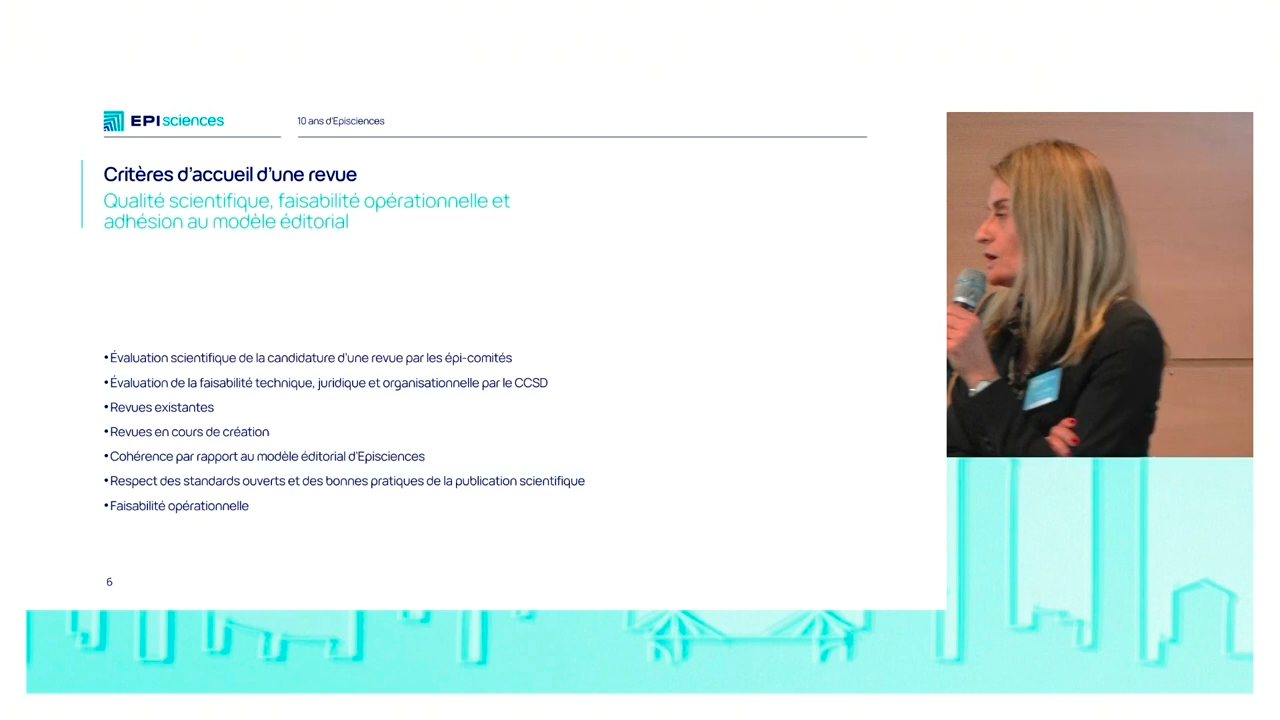 EPIsciences
10 ans d'Episciences
Critères d'accueil d'une revue
Qualité scientifique, faisabilité opérationnelle et
adhésion au modèle éditorial
•Évaluation scientifique de la candidature d'une revue par les épi-comités
•Évaluation de la faisabilité technique, juridique et organisationnelle par le CCSD
•Revues existantes
•Revues en cours de création
•Cohérence par rapport au modèle éditorial d'Episciences
•Respect des standards ouverts et des bonnes pratiques de la publication scientifique
•Faisabilité opérationnelle
6